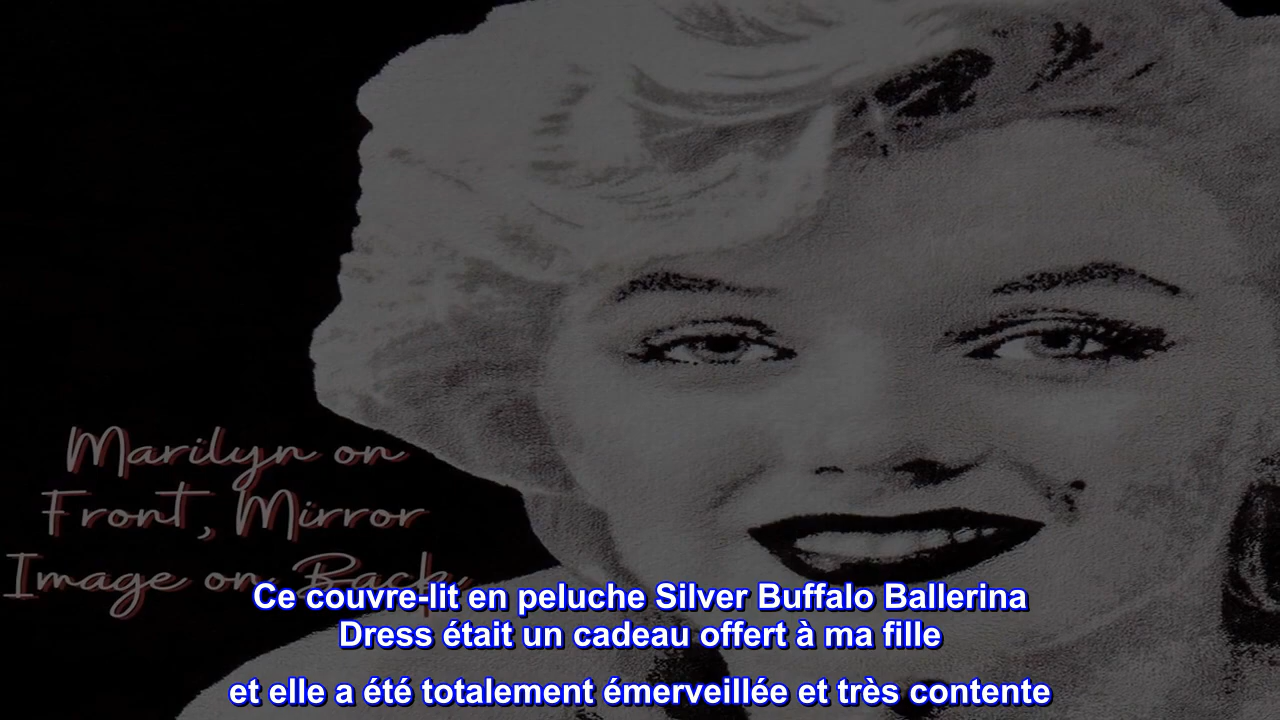 Marilyn on
Front, Mirror
Image on Back
Ce couvre-lit en peluche Silver Buffalo Ballerina
Dress était un cadeau offert à ma fille
et elle a été totalement émerveillée et très contente